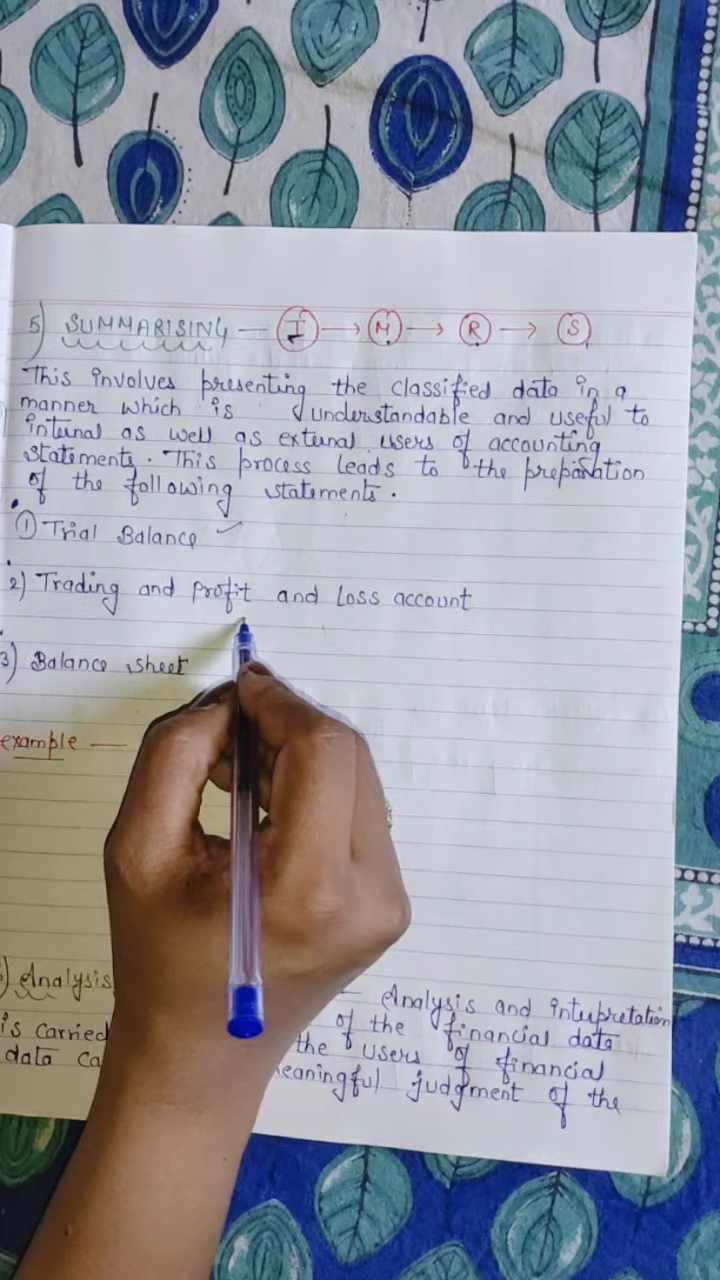 5) SUMMARISING — I → M → R → S
This involves presenting the classified data in a
manner which is understandable and useful to
internal as well as external users of accounting
statements. This process leads to the preparation
of the following statements.
① Trial Balance ✓
2) Trading and profit and loss account
3) Balance sheet
example —
) Analysis — Analysis and interpretation
is carried of the financial data
data ca the users of financial
eaningful judgment of the